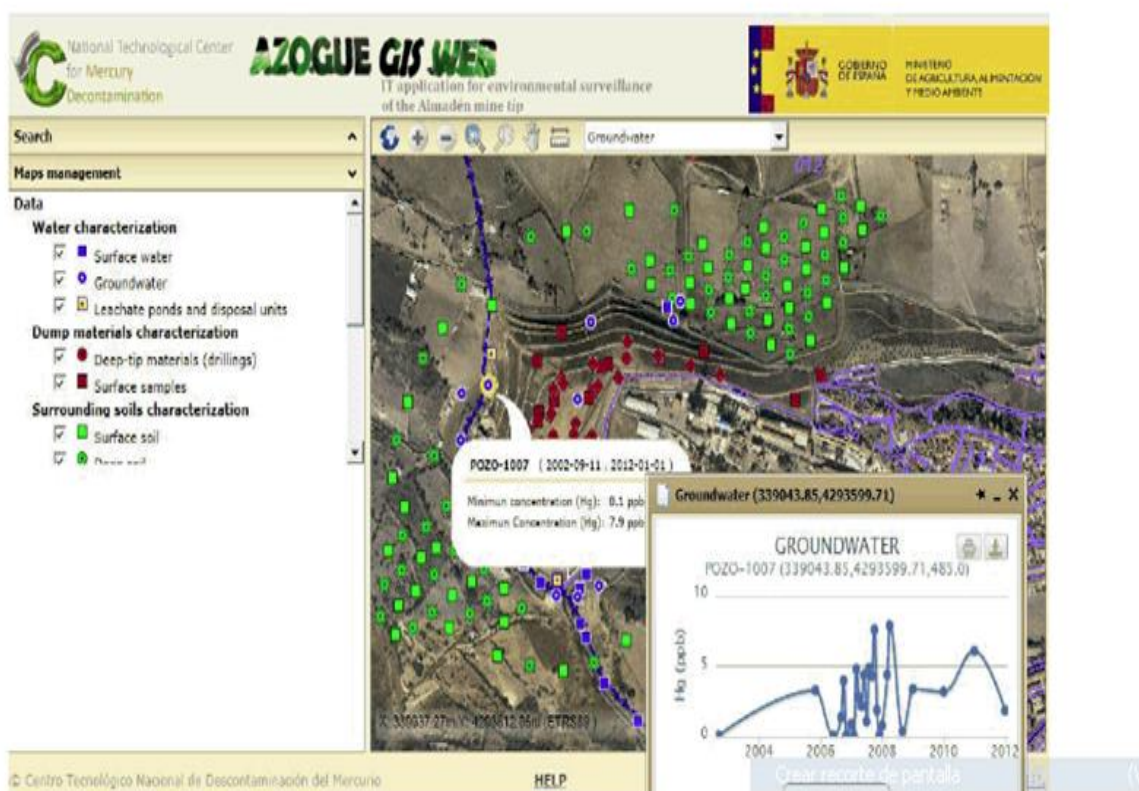 National Technological Center
for Mercury
Decontamination
AZOGUE GIS WEB
IT application for environmental surveillance
of the Almadén mine tip
GOBIERNO
DE ESPAÑA
MINISTERIO
DE AGRICULTURA, ALIMENTACIÓN
Y MEDIO AMBIENTE
Search
Maps management
Groundwater
Data
Water characterization
Surface water
Groundwater
Leachate ponds and disposal units
Dump materials characterization
Deep-tip materials (drillings)
Surface samples
Surrounding soils characterization
Surface soil
POZO-1007 ( 2002-09-11 , 2012-01-01 )
Minimun concentration (Hg): 0.1 ppb
Maximun Concentration (Hg): 7.9 ppb
Groundwater (339043.85,4293599.71)
GROUNDWATER
POZO-1007 (339043.85,4293599.71,485.0)
Hg (ppb)
10
5
0
2004 2006 2008 2010 2012
(ETRS89 )
© Centro Tecnológico Nacional de Descontaminación del Mercurio
HELP
Crear recorte de pantalla